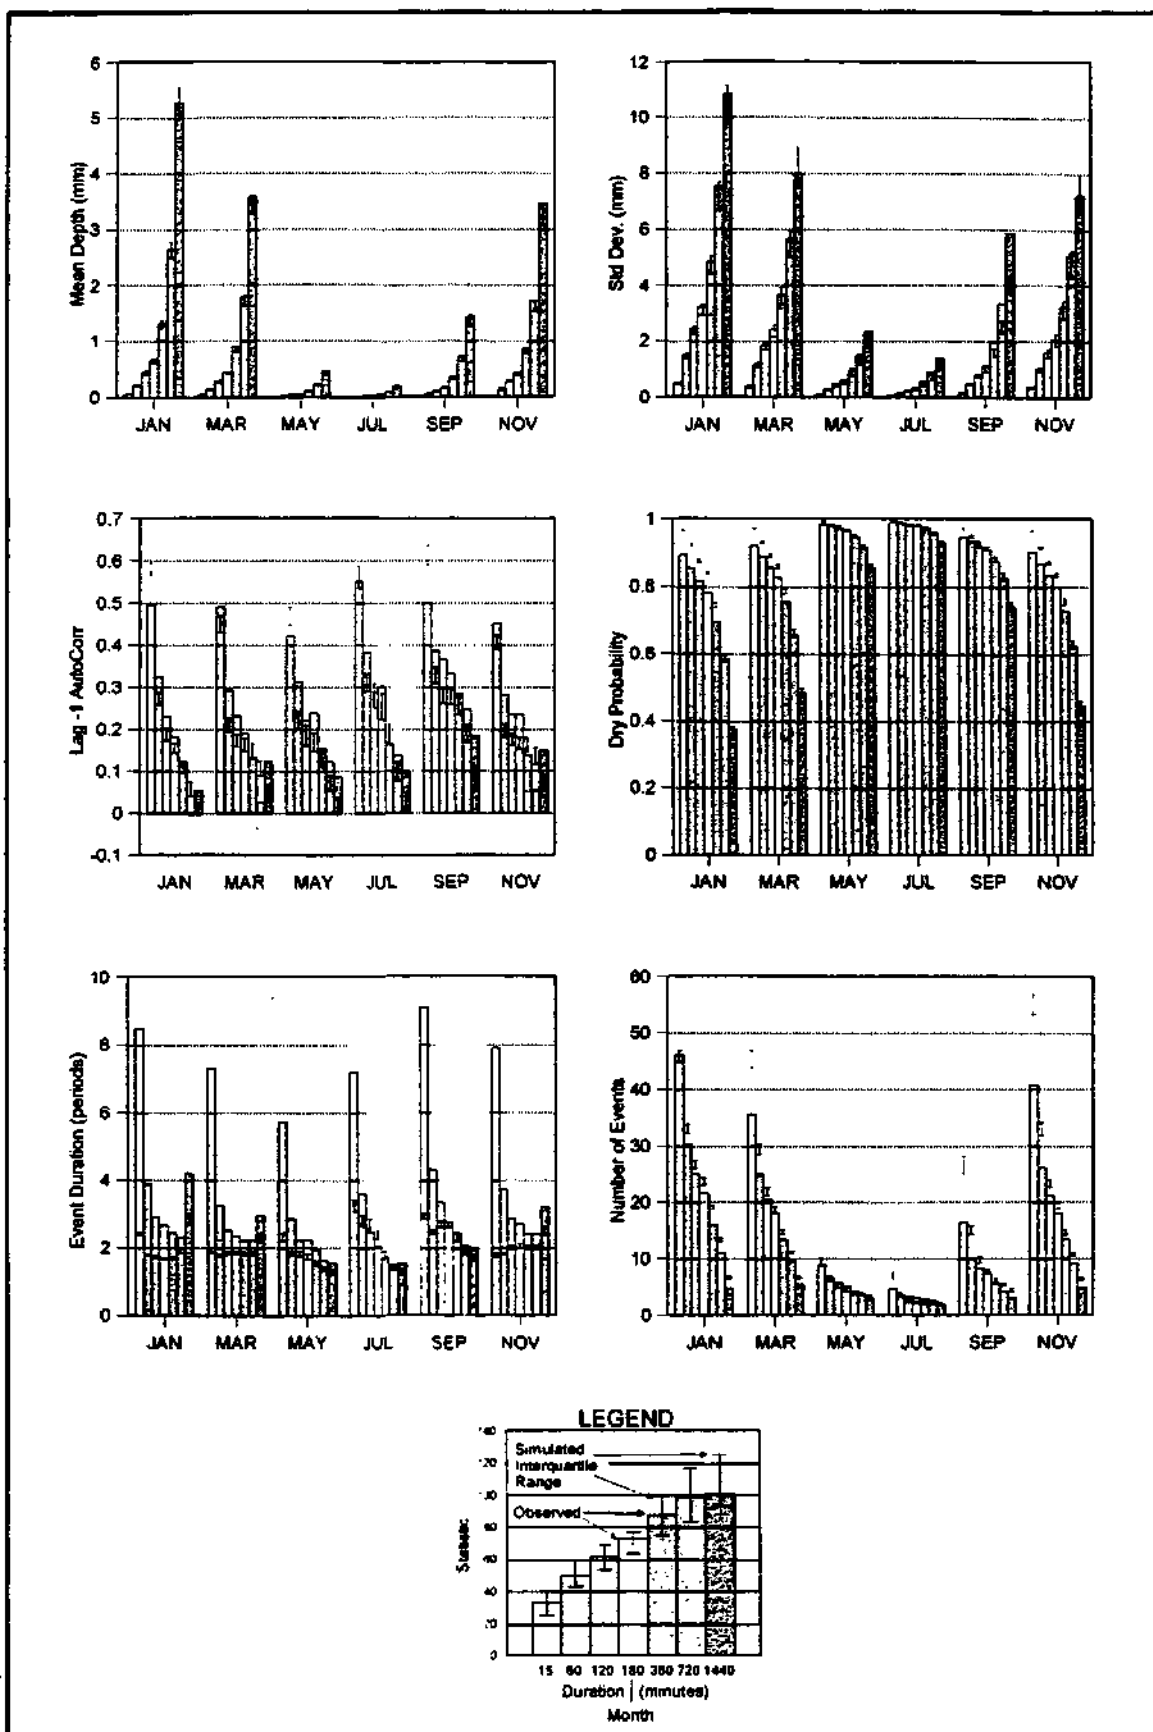 6
5
4
3
2
1
0
Mean Depth (mm)
JAN MAR MAY JUL SEP NOV
12
10
8
6
4
2
0
Std Dev. (mm)
JAN MAR MAY JUL SEP NOV
0.7
0.6
0.5
0.4
0.3
0.2
0.1
0
-0.1
Lag -1 AutoCorr
JAN MAR MAY JUL SEP NOV
1
0.8
0.6
0.4
0.2
0
Dry Probability
JAN MAR MAY JUL SEP NOV
10
8
6
4
2
0
Event Duration (periods)
JAN MAR MAY JUL SEP NOV
60
50
40
30
20
10
0
Number of Events
JAN MAR MAY JUL SEP NOV
LEGEND
Simulated
Interquartile
Range
Observed
60
40
20
0
15 60 120 180 360 720 1440
Duration (minutes)
Month